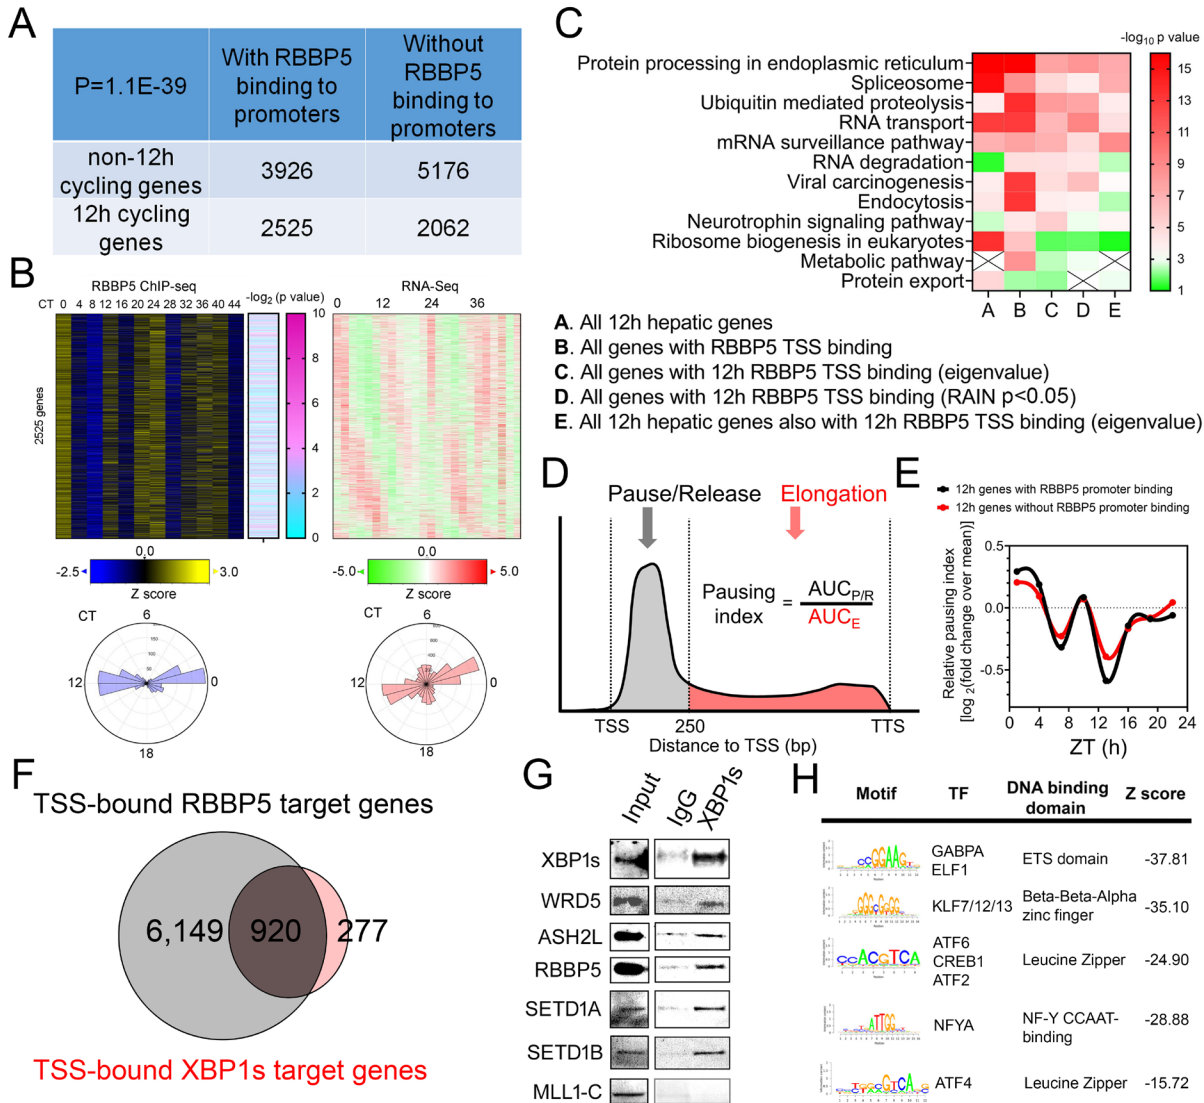 A
P=1.1E-39
With RBBP5 binding to promoters
Without RBBP5 binding to promoters
non-12h cycling genes
3926
5176
12h cycling genes
2525
2062
B
RBBP5 ChIP-seq
CT 0 4 8 12 16 20 24 28 32 36 40 44
-log2 (p value)
10
8
6
4
2
0
RNA-Seq
0 12 24 36
2525 genes
0.0
-2.5
3.0
Z score
0.0
-5.0
5.0
Z score
CT
6
12
0
18
CT
6
12
0
18
C
-log10 p value
Protein processing in endoplasmic reticulum
Spliceosome
Ubiquitin mediated proteolysis
RNA transport
mRNA surveillance pathway
RNA degradation
Viral carcinogenesis
Endocytosis
Neurotrophin signaling pathway
Ribosome biogenesis in eukaryotes
Metabolic pathway
Protein export
A B C D E
15
13
11
9
7
5
3
1
A. All 12h hepatic genes
B. All genes with RBBP5 TSS binding
C. All genes with 12h RBBP5 TSS binding (eigenvalue)
D. All genes with 12h RBBP5 TSS binding (RAIN p<0.05)
E. All 12h hepatic genes also with 12h RBBP5 TSS binding (eigenvalue)
D
Pause/Release
Elongation
Pausing index = AUCP/R
AUCE
TSS 250 TTS
Distance to TSS (bp)
E
12h genes with RBBP5 promoter binding
12h genes without RBBP5 promoter binding
Relative pausing index
[log 2(fold change over mean)]
0.5
0.0
-0.5
0 4 8 12 16 20 24
ZT (h)
F
TSS-bound RBBP5 target genes
6,149
920
277
TSS-bound XBP1s target genes
G
Input
IgG
XBP1s
XBP1s
WRD5
ASH2L
RBBP5
SETD1A
SETD1B
MLL1-C
H
Motif
TF
DNA binding domain
Z score
GABPA
ELF1
ETS domain
-37.81
KLF7/12/13
Beta-Beta-Alpha
zinc finger
-35.10
ATF6
CREB1
ATF2
Leucine Zipper
-24.90
NFYA
NF-Y CCAAT-
binding
-28.88
ATF4
Leucine Zipper
-15.72